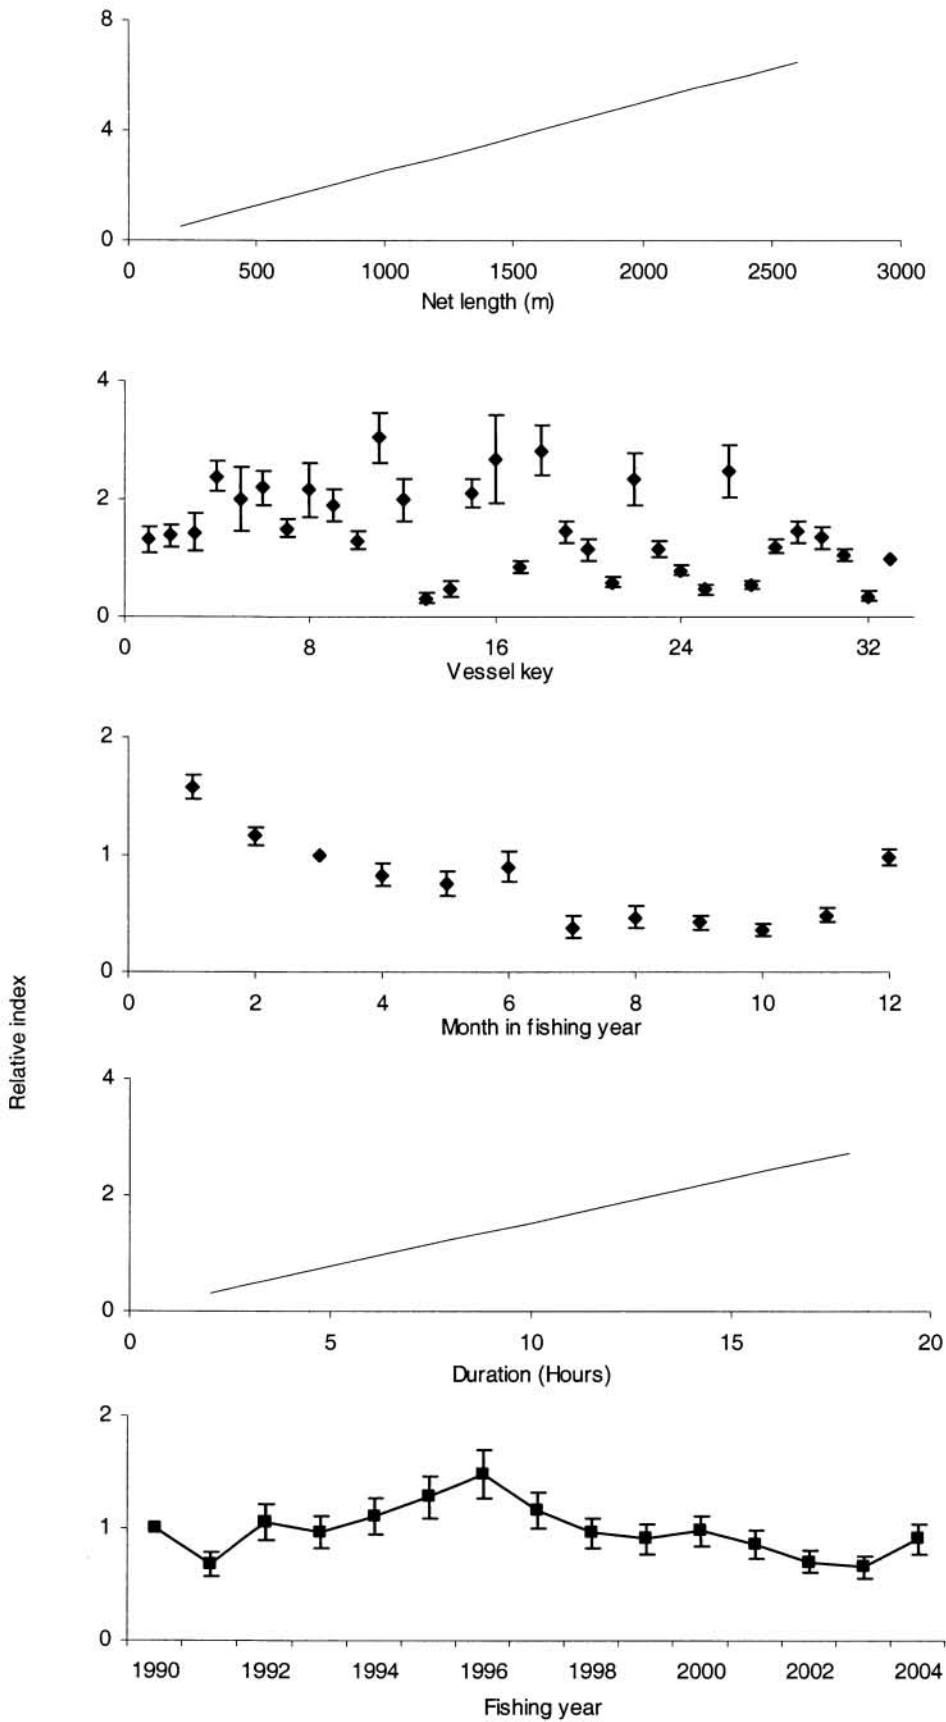 8
4
0
0 500 1000 1500 2000 2500 3000
Net length (m)
4
2
0
0 8 16 24 32
Vessel key
2
1
0
0 2 4 6 8 10 12
Month in fishing year
Relative index
4
2
0
0 5 10 15 20
Duration (Hours)
2
1
0
1990 1992 1994 1996 1998 2000 2002 2004
Fishing year